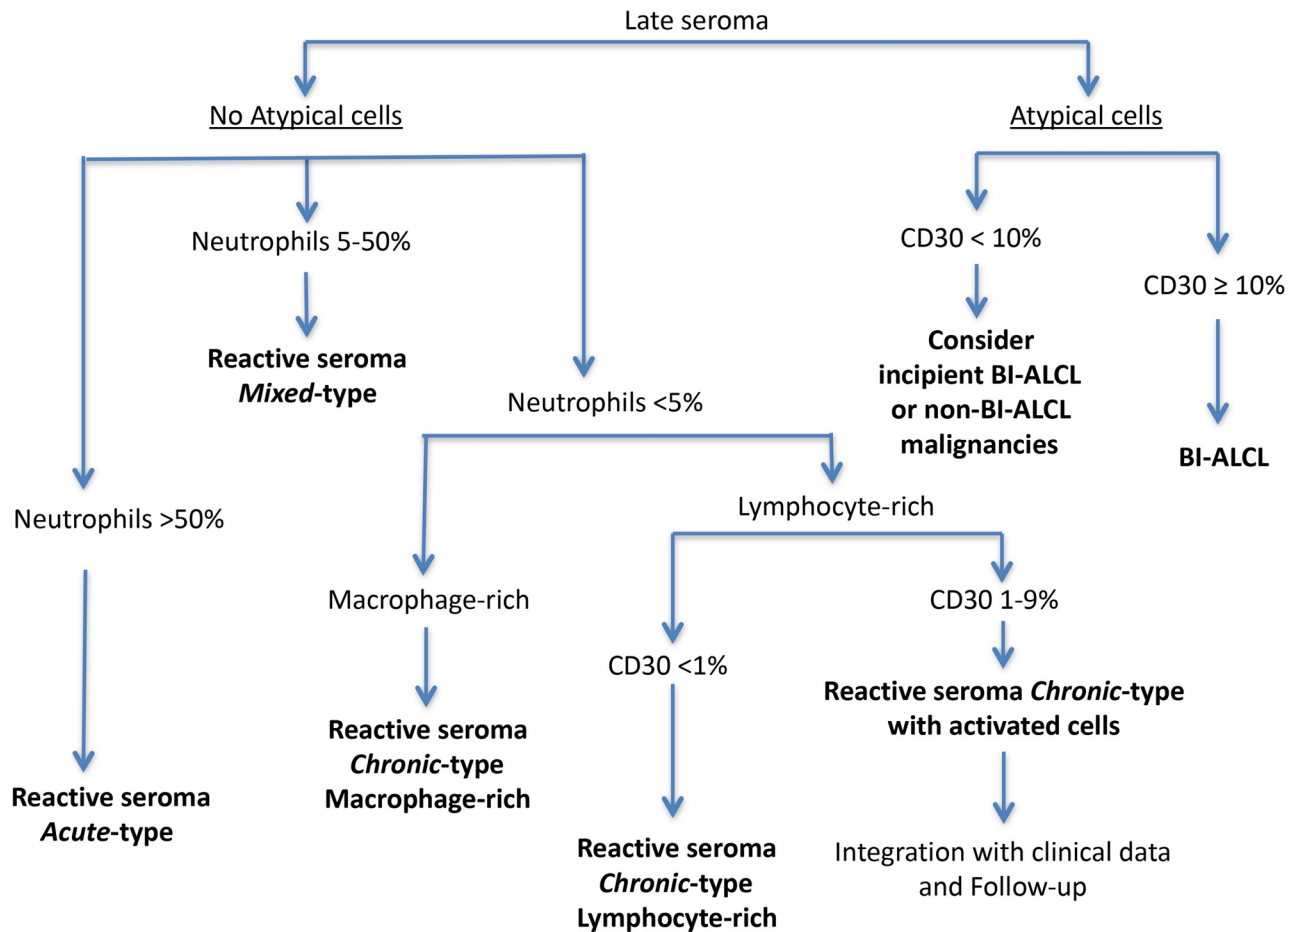 Late seroma
No Atypical cells
Atypical cells
Neutrophils 5-50%
CD30 < 10%
CD30 ≥ 10%
Reactive seroma
Mixed-type
Consider
incipient BI-ALCL
or non-BI-ALCL
malignancies
Neutrophils <5%
BI-ALCL
Neutrophils >50%
Lymphocyte-rich
Macrophage-rich
CD30 1-9%
CD30 <1%
Reactive seroma Chronic-type
with activated cells
Reactive seroma
Chronic-type
Macrophage-rich
Reactive seroma
Acute-type
Reactive seroma
Chronic-type
Lymphocyte-rich
Integration with clinical data
and Follow-up